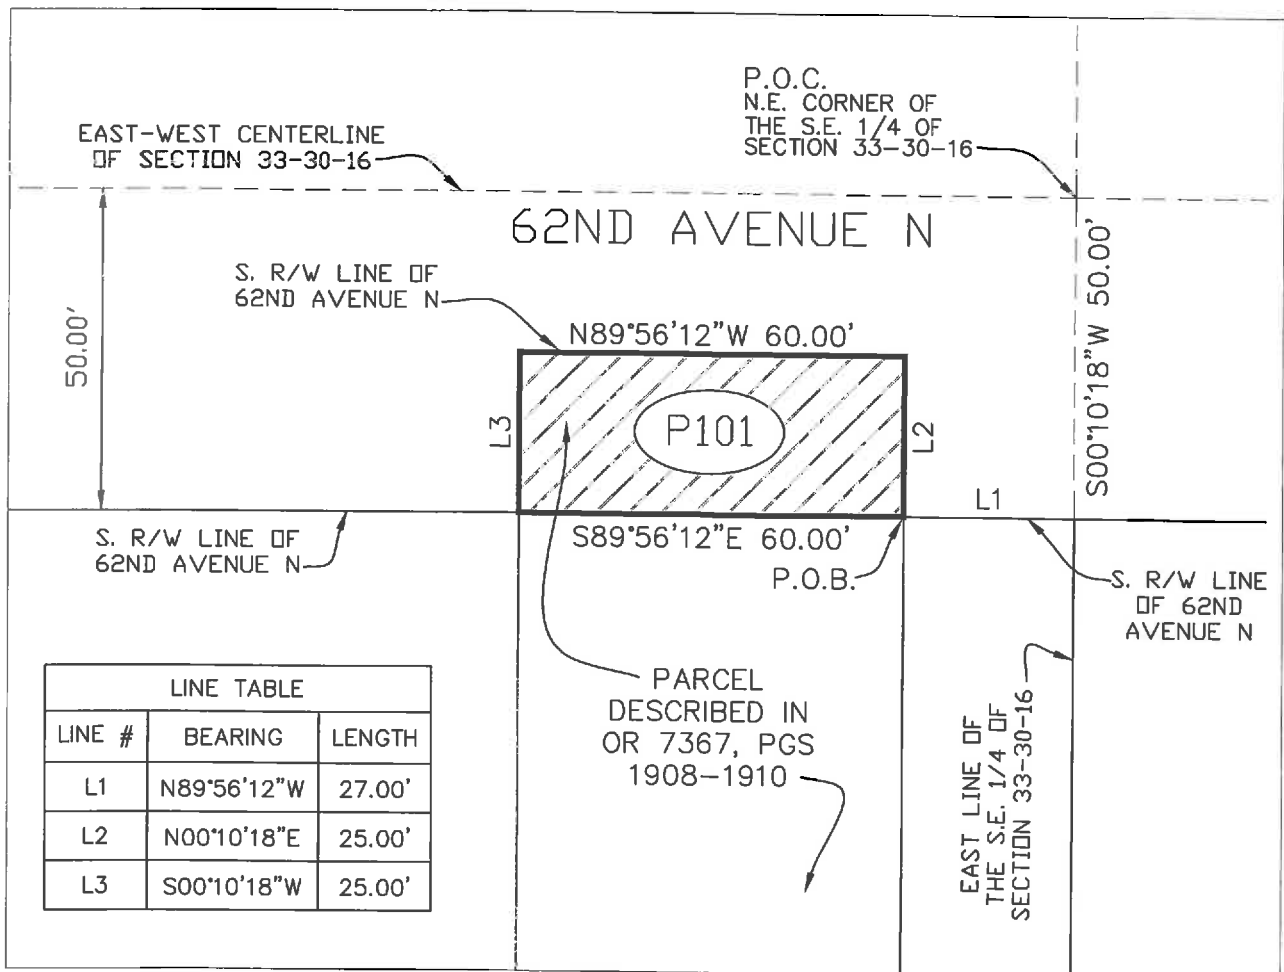 P.O.C.
N.E. CORNER OF
THE S.E. 1/4 OF
SECTION 33-30-16
EAST-WEST CENTERLINE
OF SECTION 33-30-16
62ND AVENUE N
S. R/W LINE OF
62ND AVENUE N
50.00'
S00°10'18"W 50.00'
N89°56'12"W 60.00'
L3
P101
L2
L1
S89°56'12"E 60.00'
P.O.B.
S. R/W LINE OF
62ND AVENUE N
S. R/W LINE
OF 62ND
AVENUE N
PARCEL
DESCRIBED IN
OR 7367, PGS
1908-1910
EAST LINE OF
THE S.E. 1/4 OF
SECTION 33-30-16
LINE TABLE
LINE # BEARING LENGTH
L1 N89°56'12"W 27.00'
L2 N00°10'18"E 25.00'
L3 S00°10'18"W 25.00'